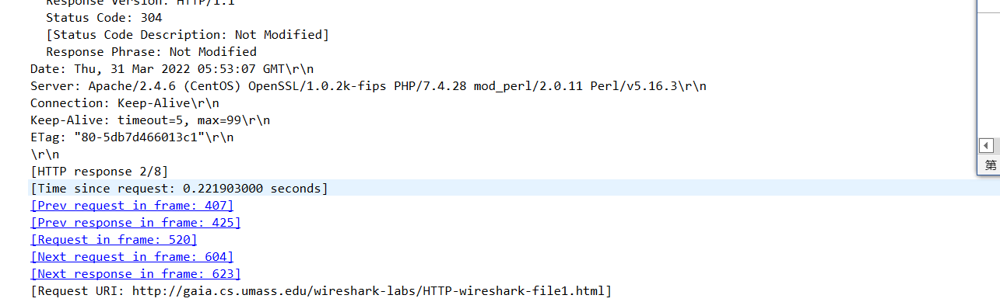 Response Version: HTTP/1.1
Status Code: 304
[Status Code Description: Not Modified]
Response Phrase: Not Modified
Date: Thu, 31 Mar 2022 05:53:07 GMT\r\n
Server: Apache/2.4.6 (CentOS) OpenSSL/1.0.2k-fips PHP/7.4.28 mod_perl/2.0.11 Perl/v5.16.3\r\n
Connection: Keep-Alive\r\n
Keep-Alive: timeout=5, max=99\r\n
ETag: "80-5db7d466013c1"\r\n
\r\n
[HTTP response 2/8]
[Time since request: 0.221903000 seconds]
[Prev request in frame: 407]
[Prev response in frame: 425]
[Request in frame: 520]
[Next request in frame: 604]
[Next response in frame: 623]
[Request URI: http://gaia.cs.umass.edu/wireshark-labs/HTTP-wireshark-file1.html]
第